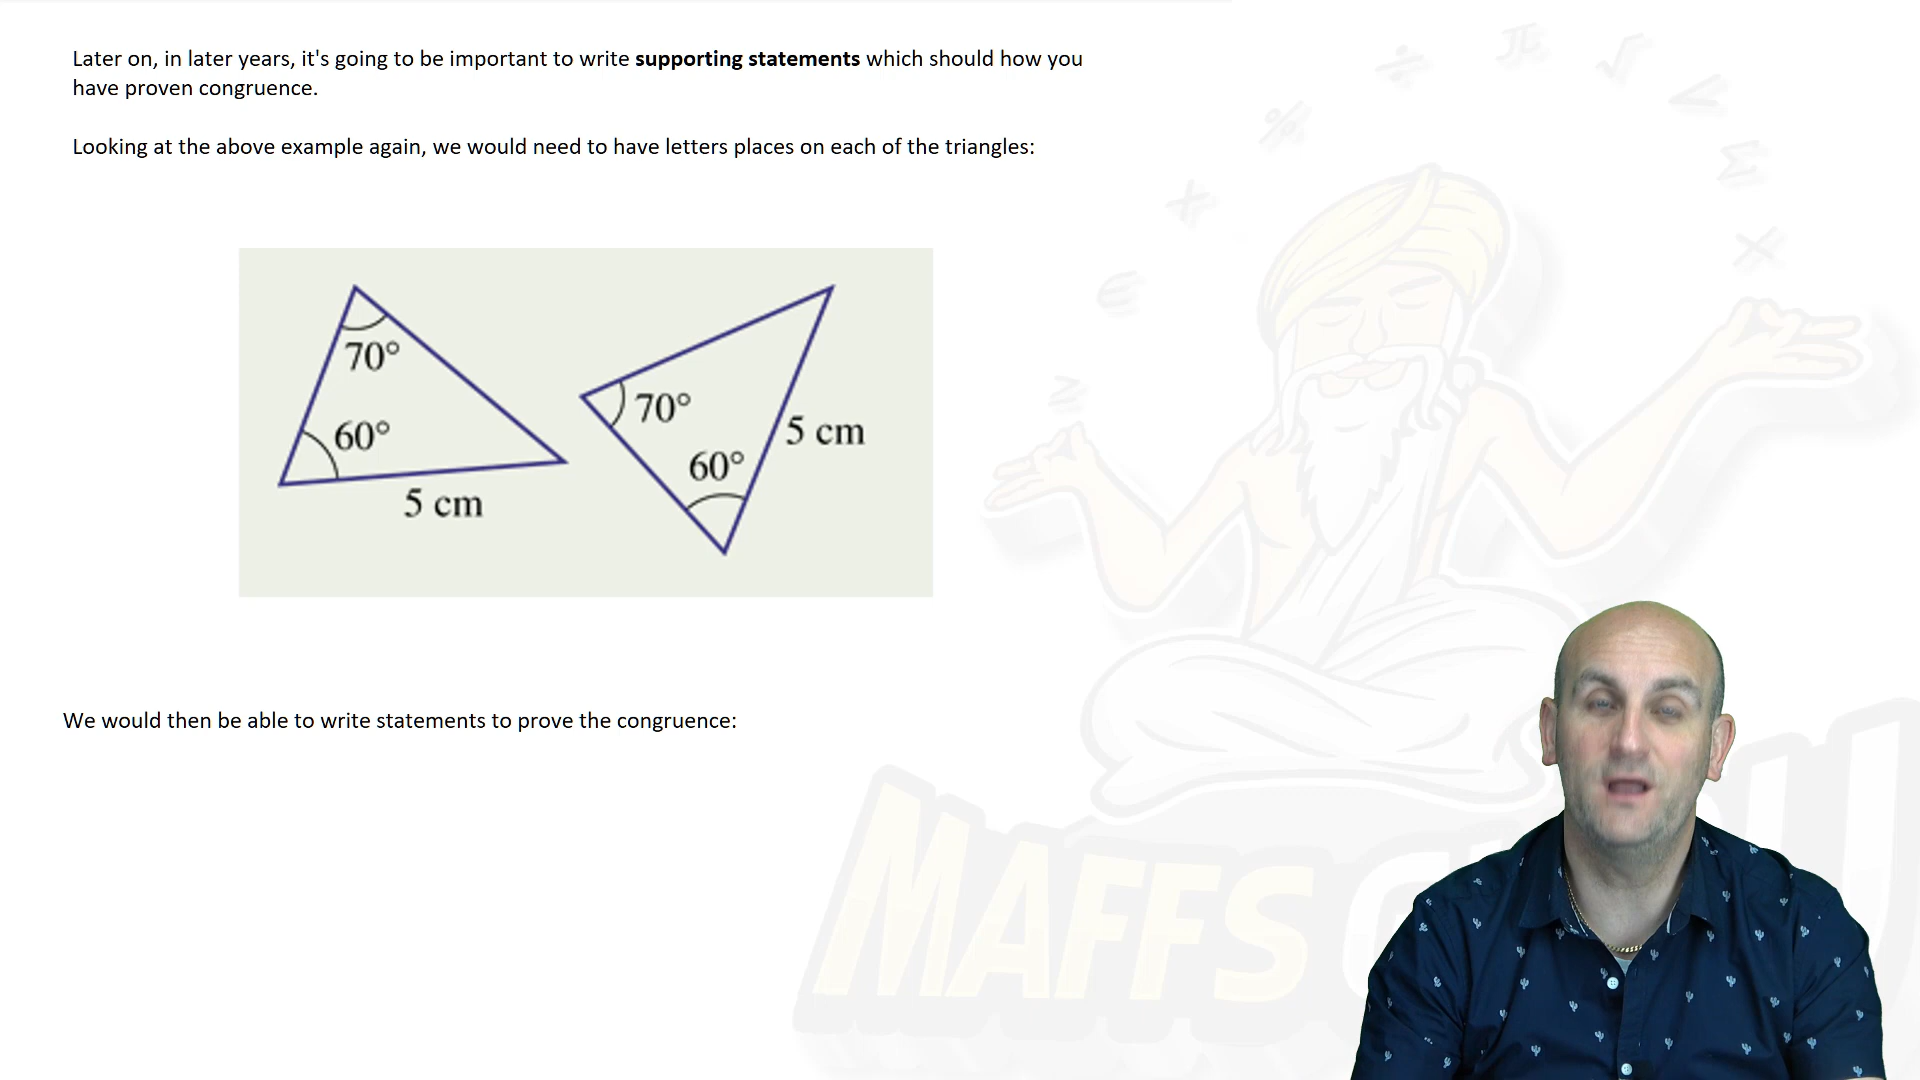 Later on, in later years, it's going to be important to write supporting statements which should how you
have proven congruence.
Looking at the above example again, we would need to have letters places on each of the triangles:
70°
60°
5 cm
70°
60°
5 cm
We would then be able to write statements to prove the congruence:
MAFFS